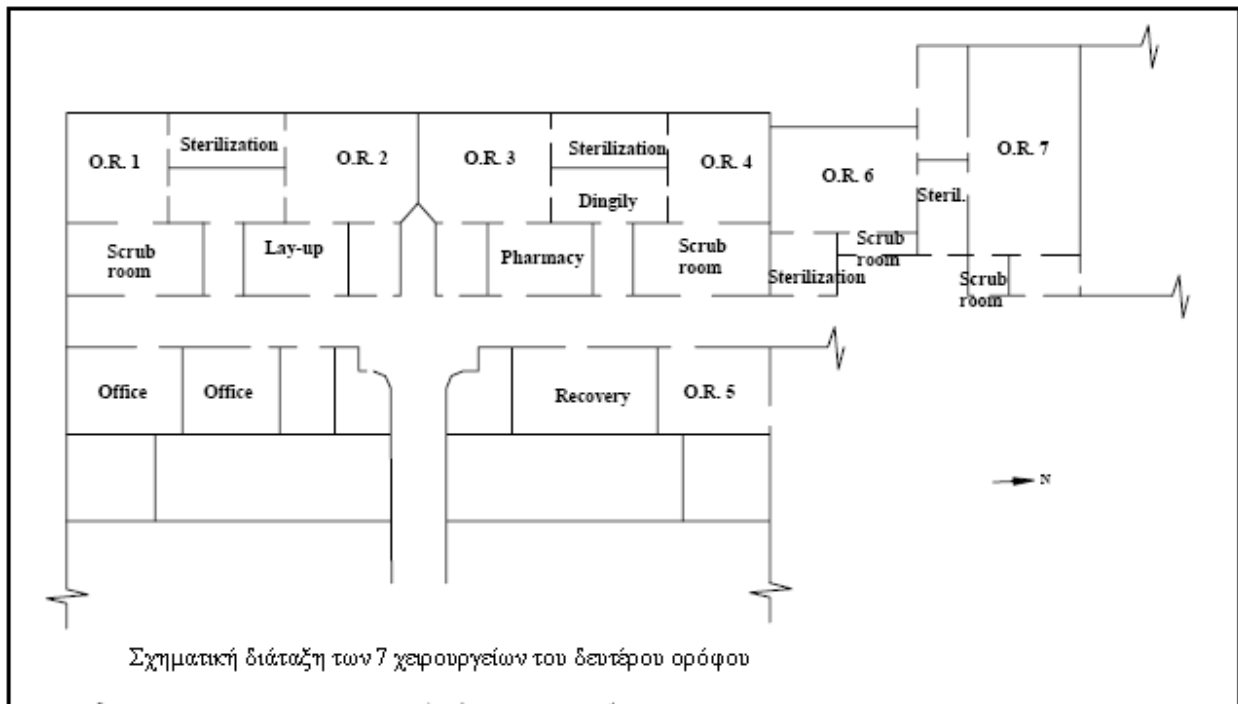 O.R. 1
Sterilization
O.R. 2
O.R. 3
Sterilization
Dingily
O.R. 4
O.R. 6
O.R. 7
Steril.
Scrub
room
Lay-up
Pharmacy
Scrub
room
Sterilization
Scrub
room
Scrub
room
Office
Office
Recovery
O.R. 5
N
Σχηματική διάταξη των 7 χειρουργείων του δευτέρου ορόφου